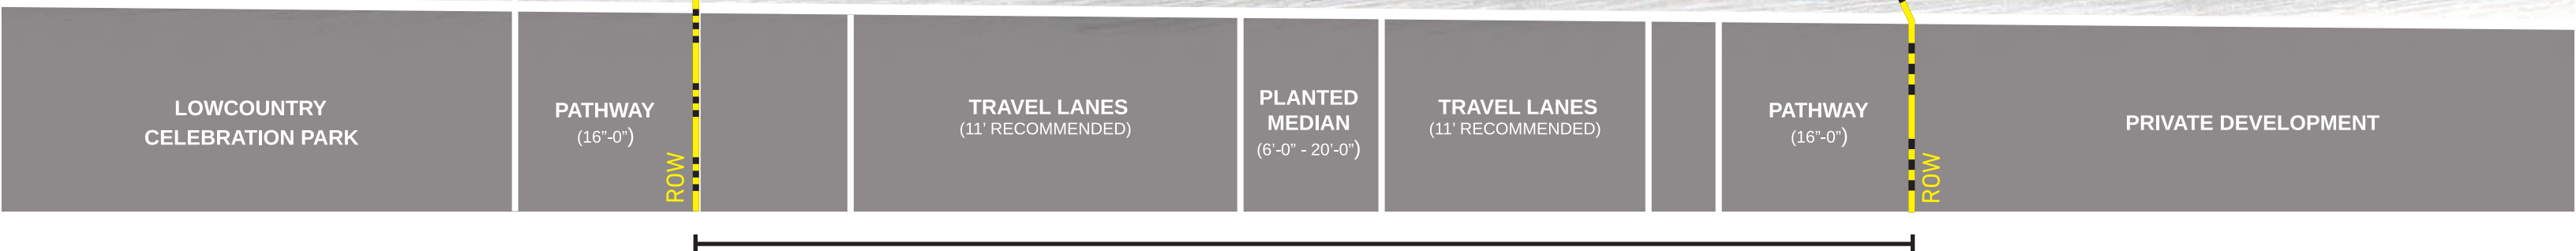 LOWCOUNTRY
CELEBRATION PARK
PATHWAY
(16”-0”)
ROW
TRAVEL LANES
(11’ RECOMMENDED)
PLANTED
MEDIAN
(6’-0” - 20’-0”)
TRAVEL LANES
(11’ RECOMMENDED)
PATHWAY
(16”-0”)
ROW
PRIVATE DEVELOPMENT